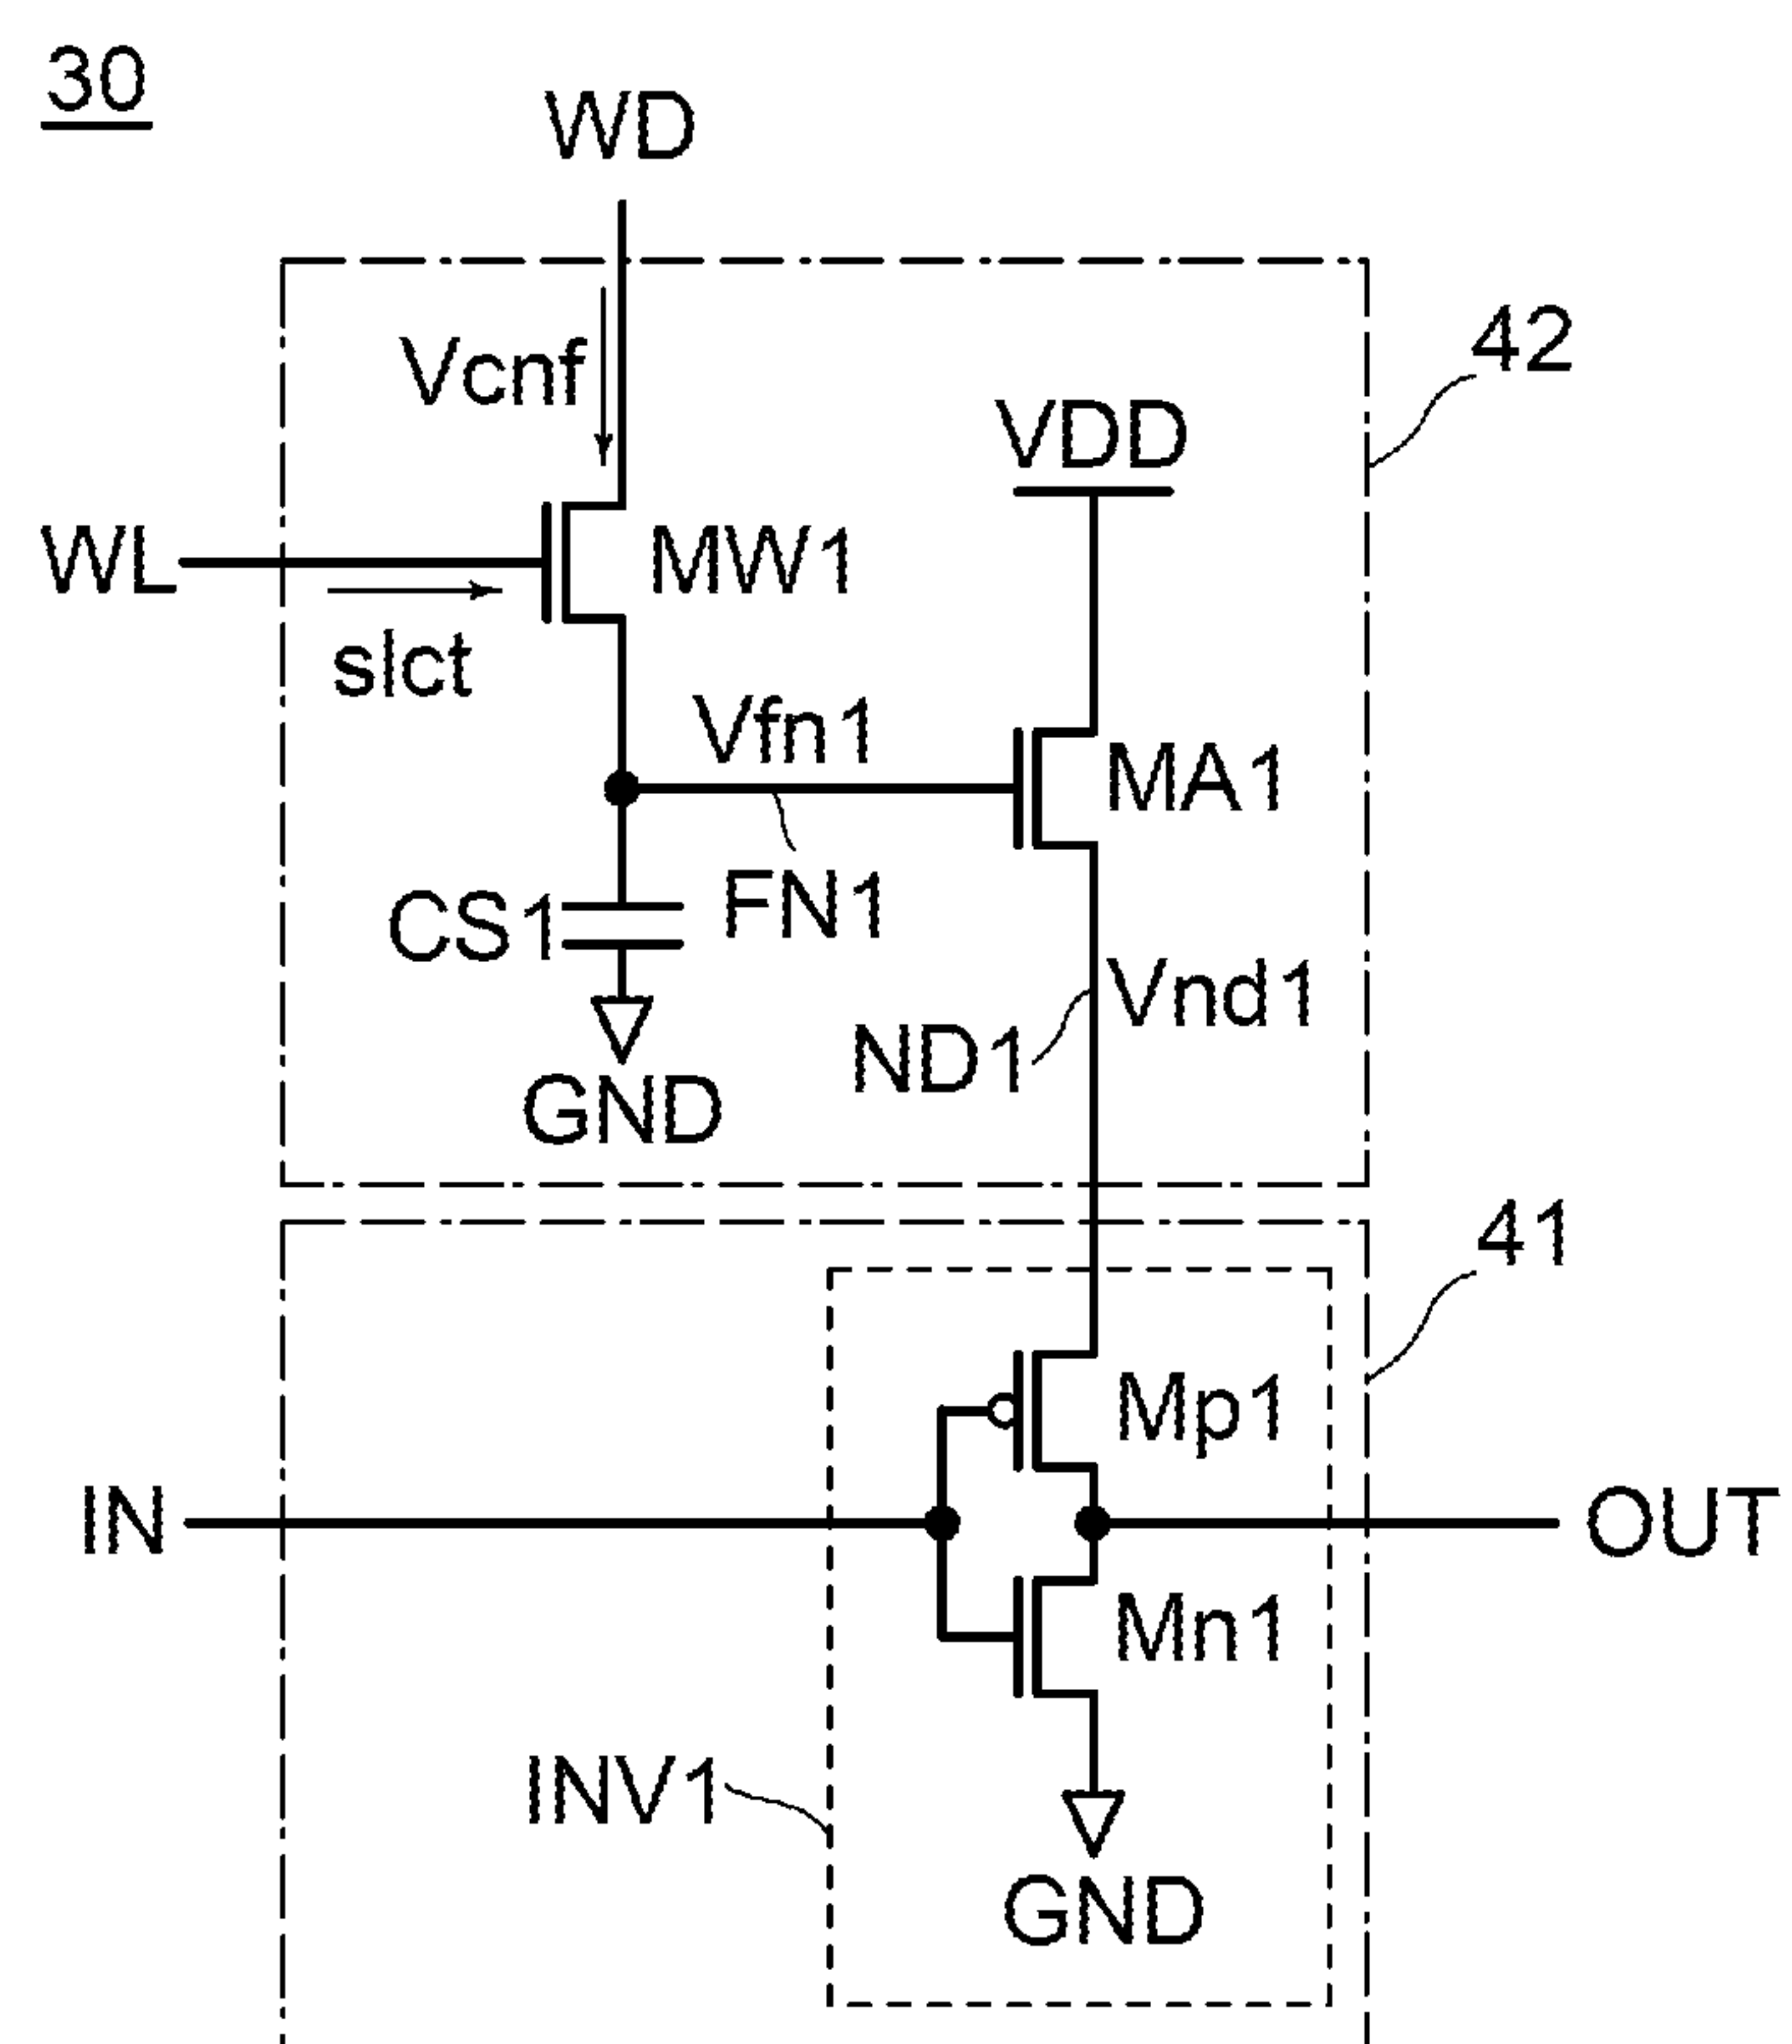 30
WD
42
Vcnf
VDD
WL
MW1
slct
Vfn1
MA1
CS1
FN1
Vnd1
ND1
GND
41
Mp1
IN
OUT
Mn1
INV1
GND